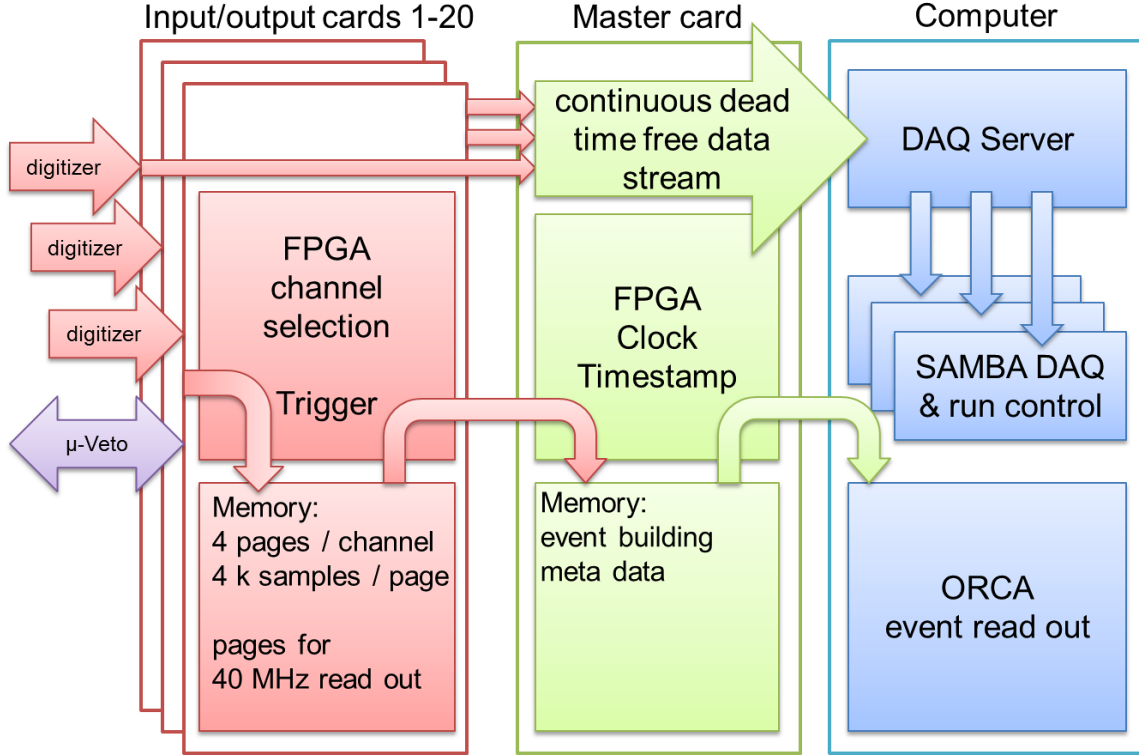 Input/output cards 1-20
Master card
Computer
digitizer
digitizer
digitizer
µ-Veto
FPGA
channel
selection
Trigger
Memory:
4 pages / channel
4 k samples / page
pages for
40 MHz read out
continuous dead
time free data
stream
FPGA
Clock
Timestamp
Memory:
event building
meta data
DAQ Server
SAMBA DAQ
& run control
ORCA
event read out